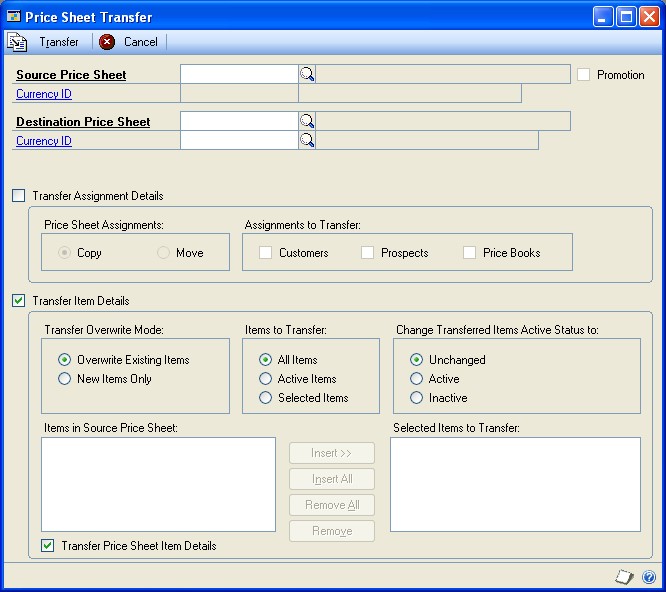 Price Sheet Transfer
Transfer Cancel
Source Price Sheet Promotion
Currency ID
Destination Price Sheet
Currency ID
Transfer Assignment Details
Price Sheet Assignments: Assignments to Transfer:
Copy Move Customers Prospects Price Books
Transfer Item Details
Transfer Overwrite Mode: Items to Transfer: Change Transferred Items Active Status to:
Overwrite Existing Items All Items Unchanged
New Items Only Active Items Active
Selected Items Inactive
Items in Source Price Sheet: Selected Items to Transfer:
Insert >>
Insert All
Remove All
Remove
Transfer Price Sheet Item Details